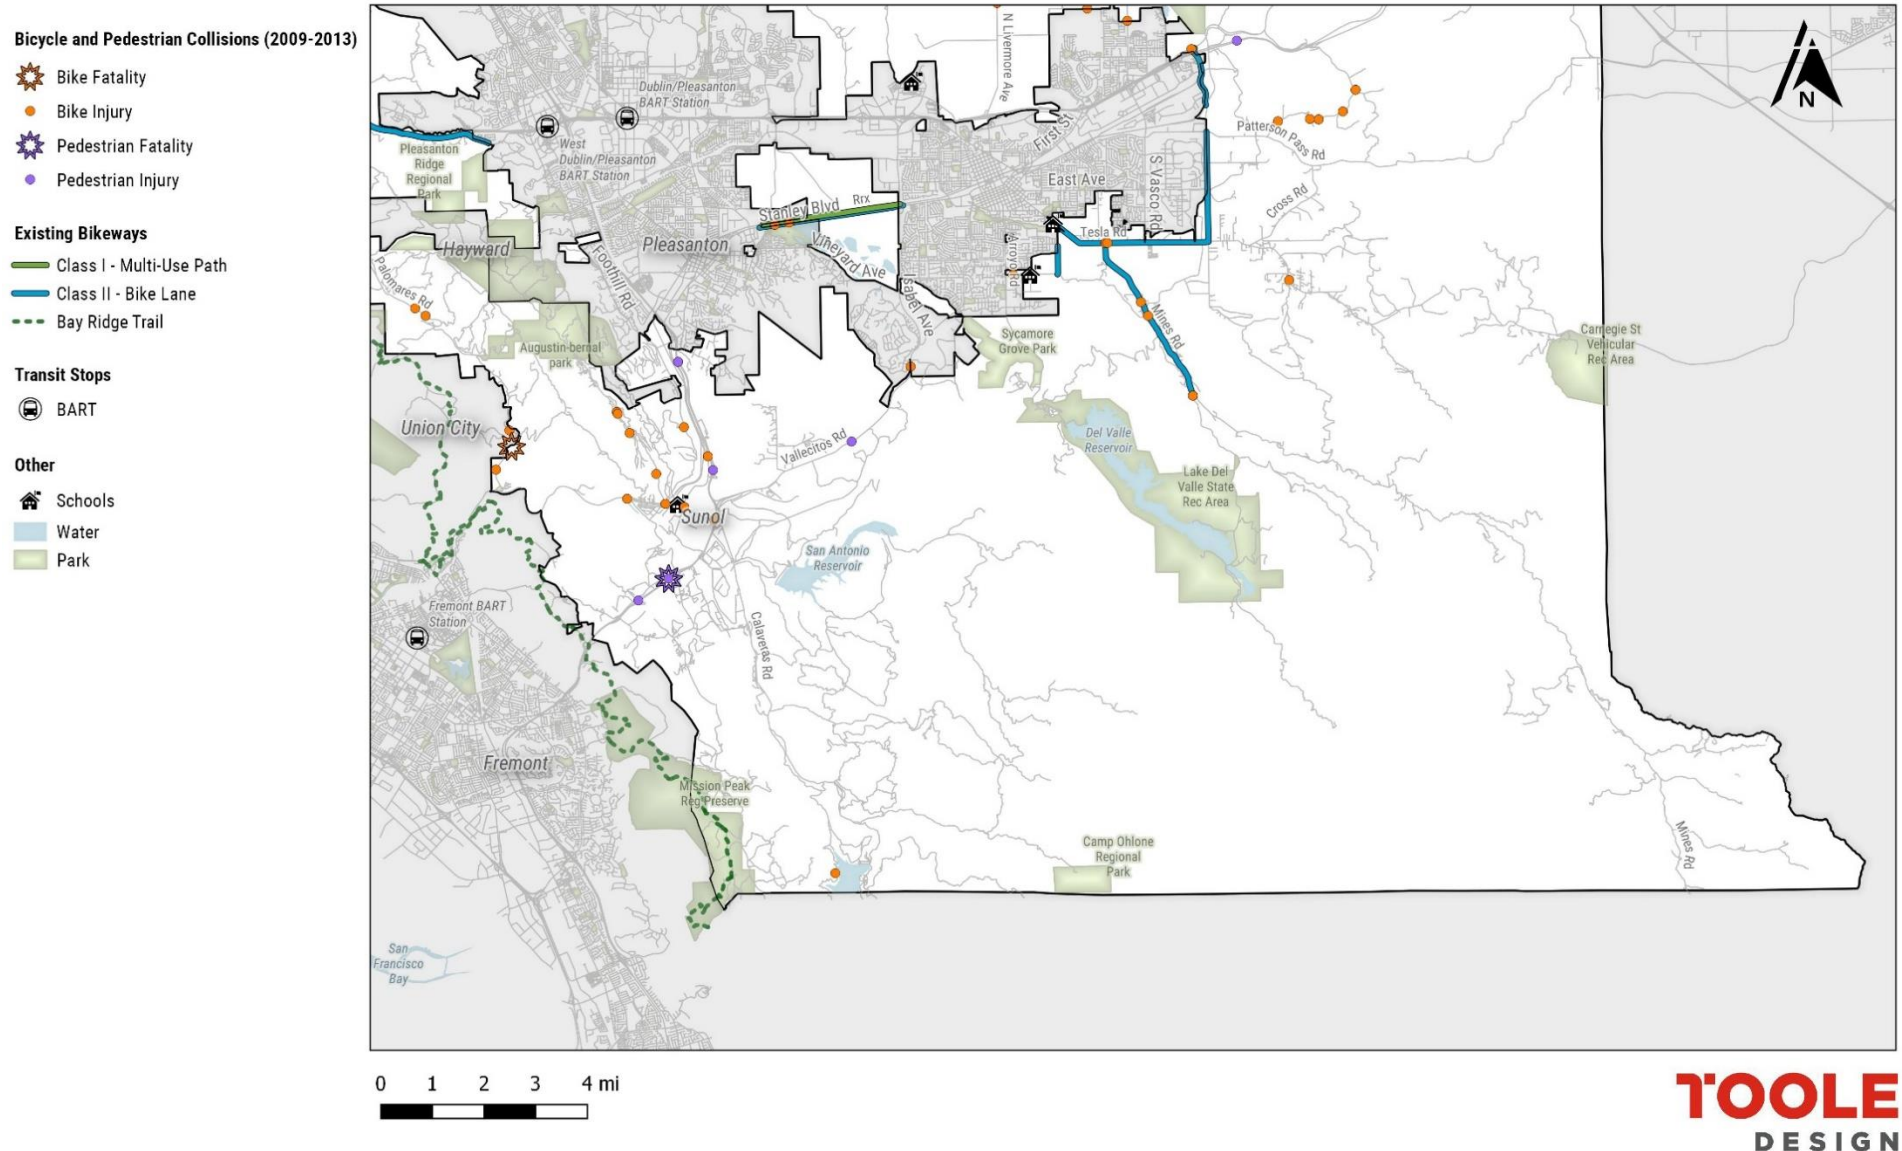 Bicycle and Pedestrian Collisions (2009-2013)
Bike Fatality
Bike Injury
Pedestrian Fatality
Pedestrian Injury
Existing Bikeways
Class I - Multi-Use Path
Class II - Bike Lane
Bay Ridge Trail
Transit Stops
BART
Other
Schools
Water
Park
N Livermore Ave
N
Dublin/Pleasanton
BART Station
West
Dublin/Pleasanton
BART Station
First St
Patterson Pass Rd
Pleasanton
Ridge
Regional
Park
East Ave
S Vasco Rd
Cross Rd
Stanley Blvd
Rrx
Hayward
Foothill Rd
Pleasanton
Vineyard Ave
Tesla Rd
Arroyo Rd
Palomares Rd
Isabel Ave
Mines Rd
Augustin-bernal
park
Sycamore
Grove Park
Carnegie St
Vehicular
Rec Area
Union City
Vallecitos Rd
Del Valle
Reservoir
Lake Del
Valle State
Rec Area
Sunol
San Antonio
Reservoir
Fremont BART
Station
Calaveras Rd
Fremont
Mission Peak
Reg Preserve
Camp Ohlone
Regional
Park
Mines Rd
San
Francisco
Bay
0 1 2 3 4 mi
TOOLE
DESIGN